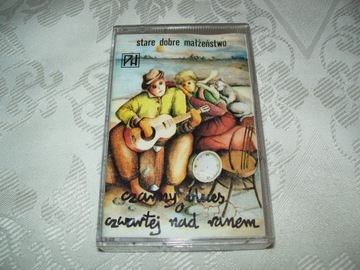 stare dobre małżeństwo
PH
czarny blues
o
czwartej nad ranem